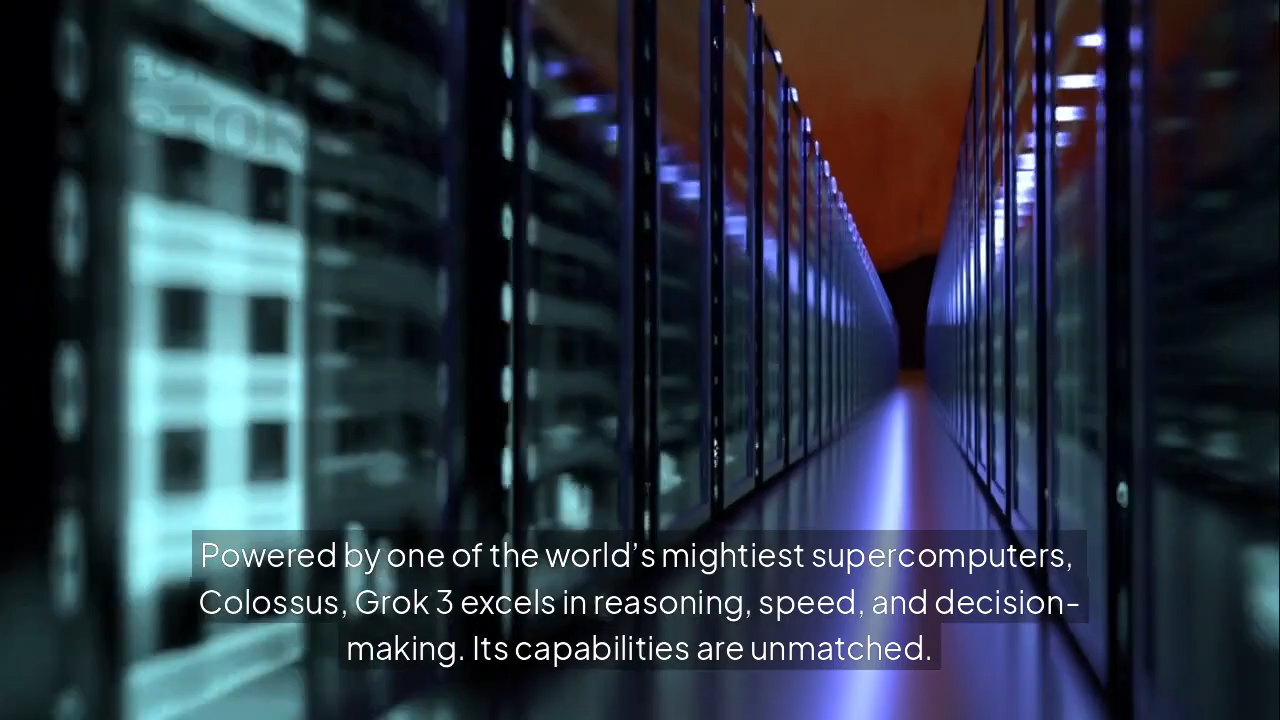 Powered by one of the world’s mightiest supercomputers,
Colossus, Grok 3 excels in reasoning, speed, and decision-
making. Its capabilities are unmatched.